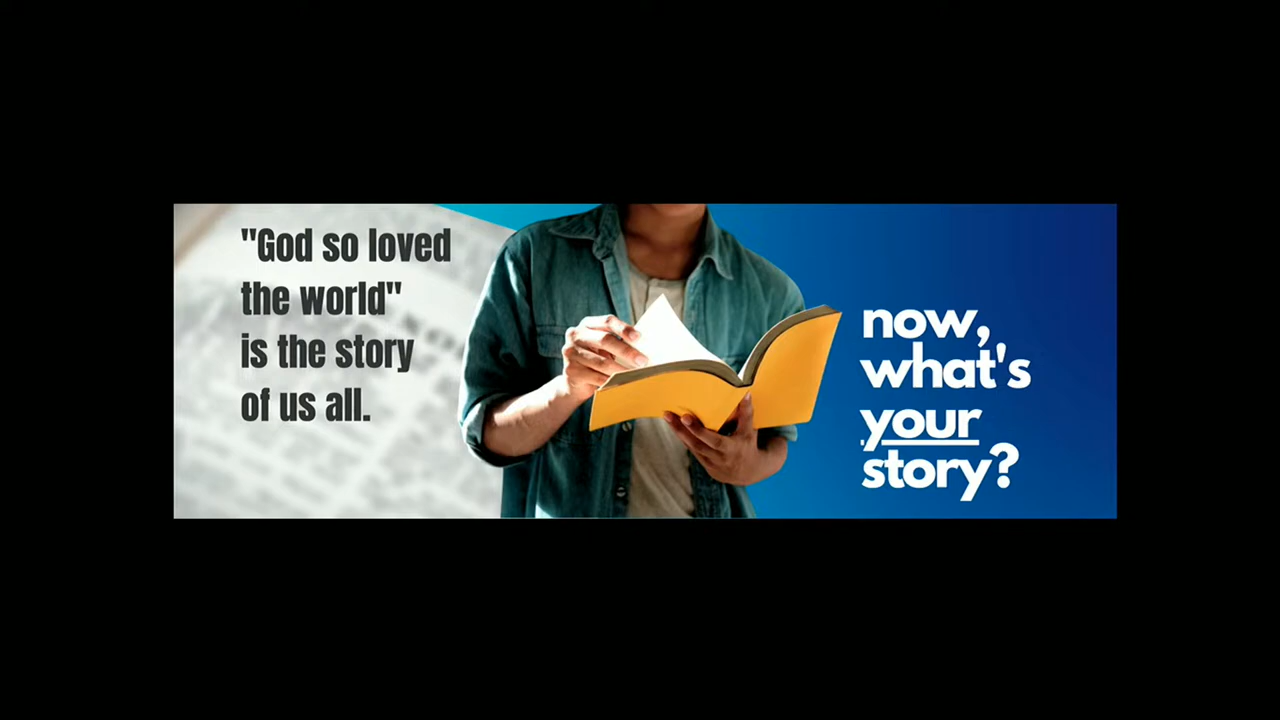 "God so loved
the world"
is the story
of us all.
now,
what's
your
story?